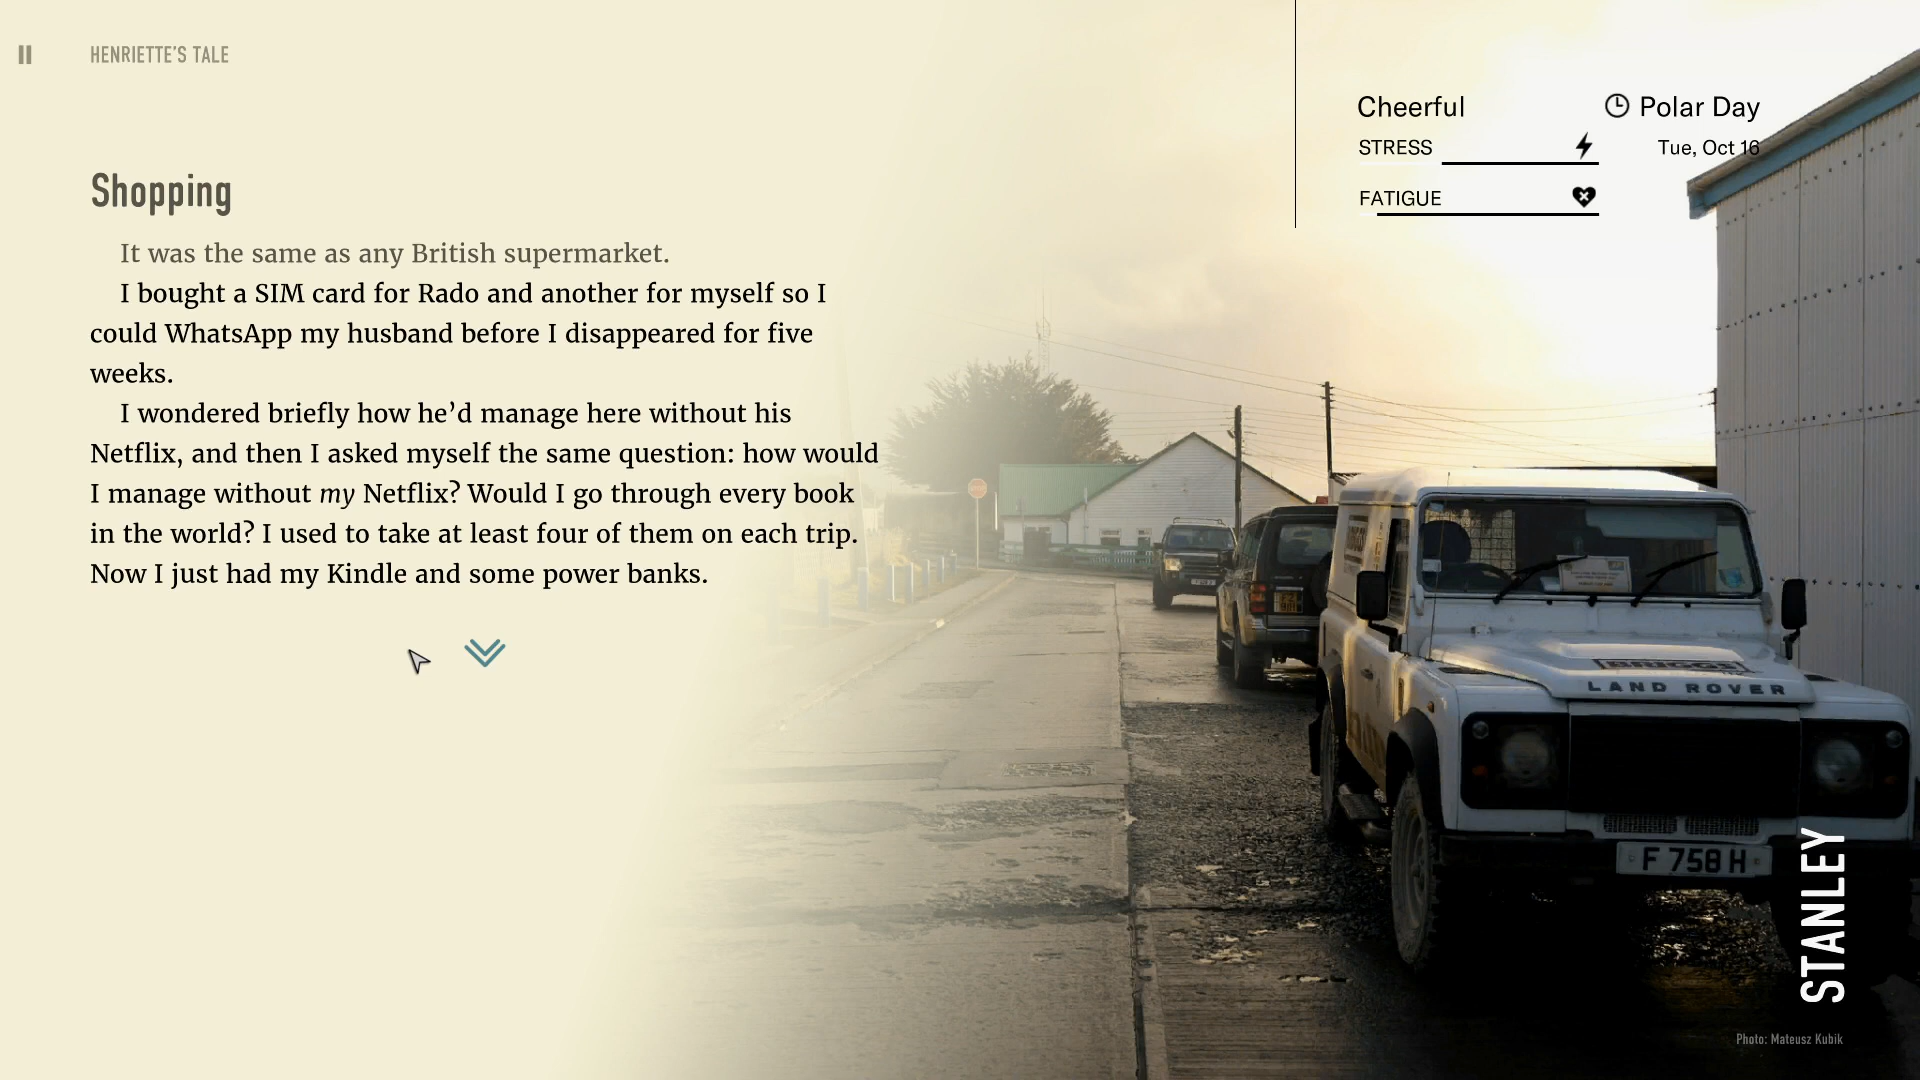 HENRIETTE'S TALE
Cheerful
Polar Day
STRESS
Tue, Oct 16
FATIGUE
Shopping
It was the same as any British supermarket.
I bought a SIM card for Rado and another for myself so I
could WhatsApp my husband before I disappeared for five
weeks.
I wondered briefly how he’d manage here without his
Netflix, and then I asked myself the same question: how would
I manage without my Netflix? Would I go through every book
in the world? I used to take at least four of them on each trip.
Now I just had my Kindle and some power banks.
BRIGGS
LAND ROVER
F 758 H
STANLEY
Photo: Mateusz Kubik